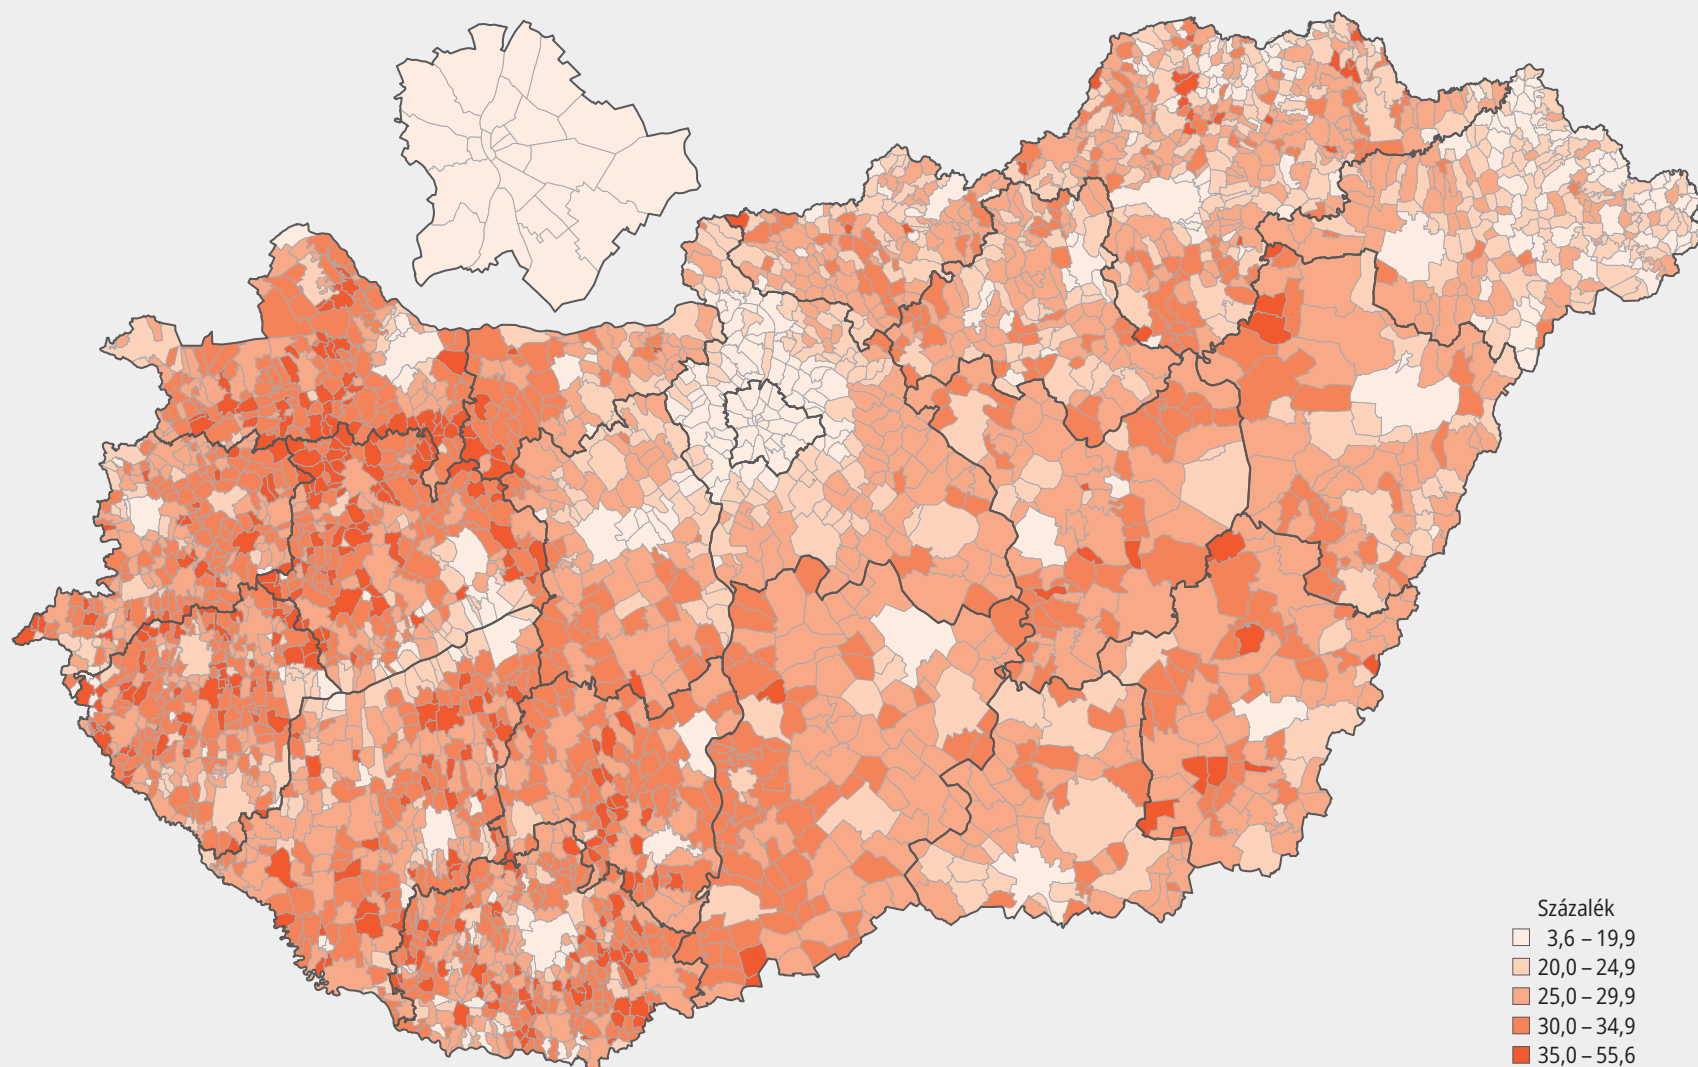 Százalék
3,6 – 19,9
20,0 – 24,9
25,0 – 29,9
30,0 – 34,9
35,0 – 55,6